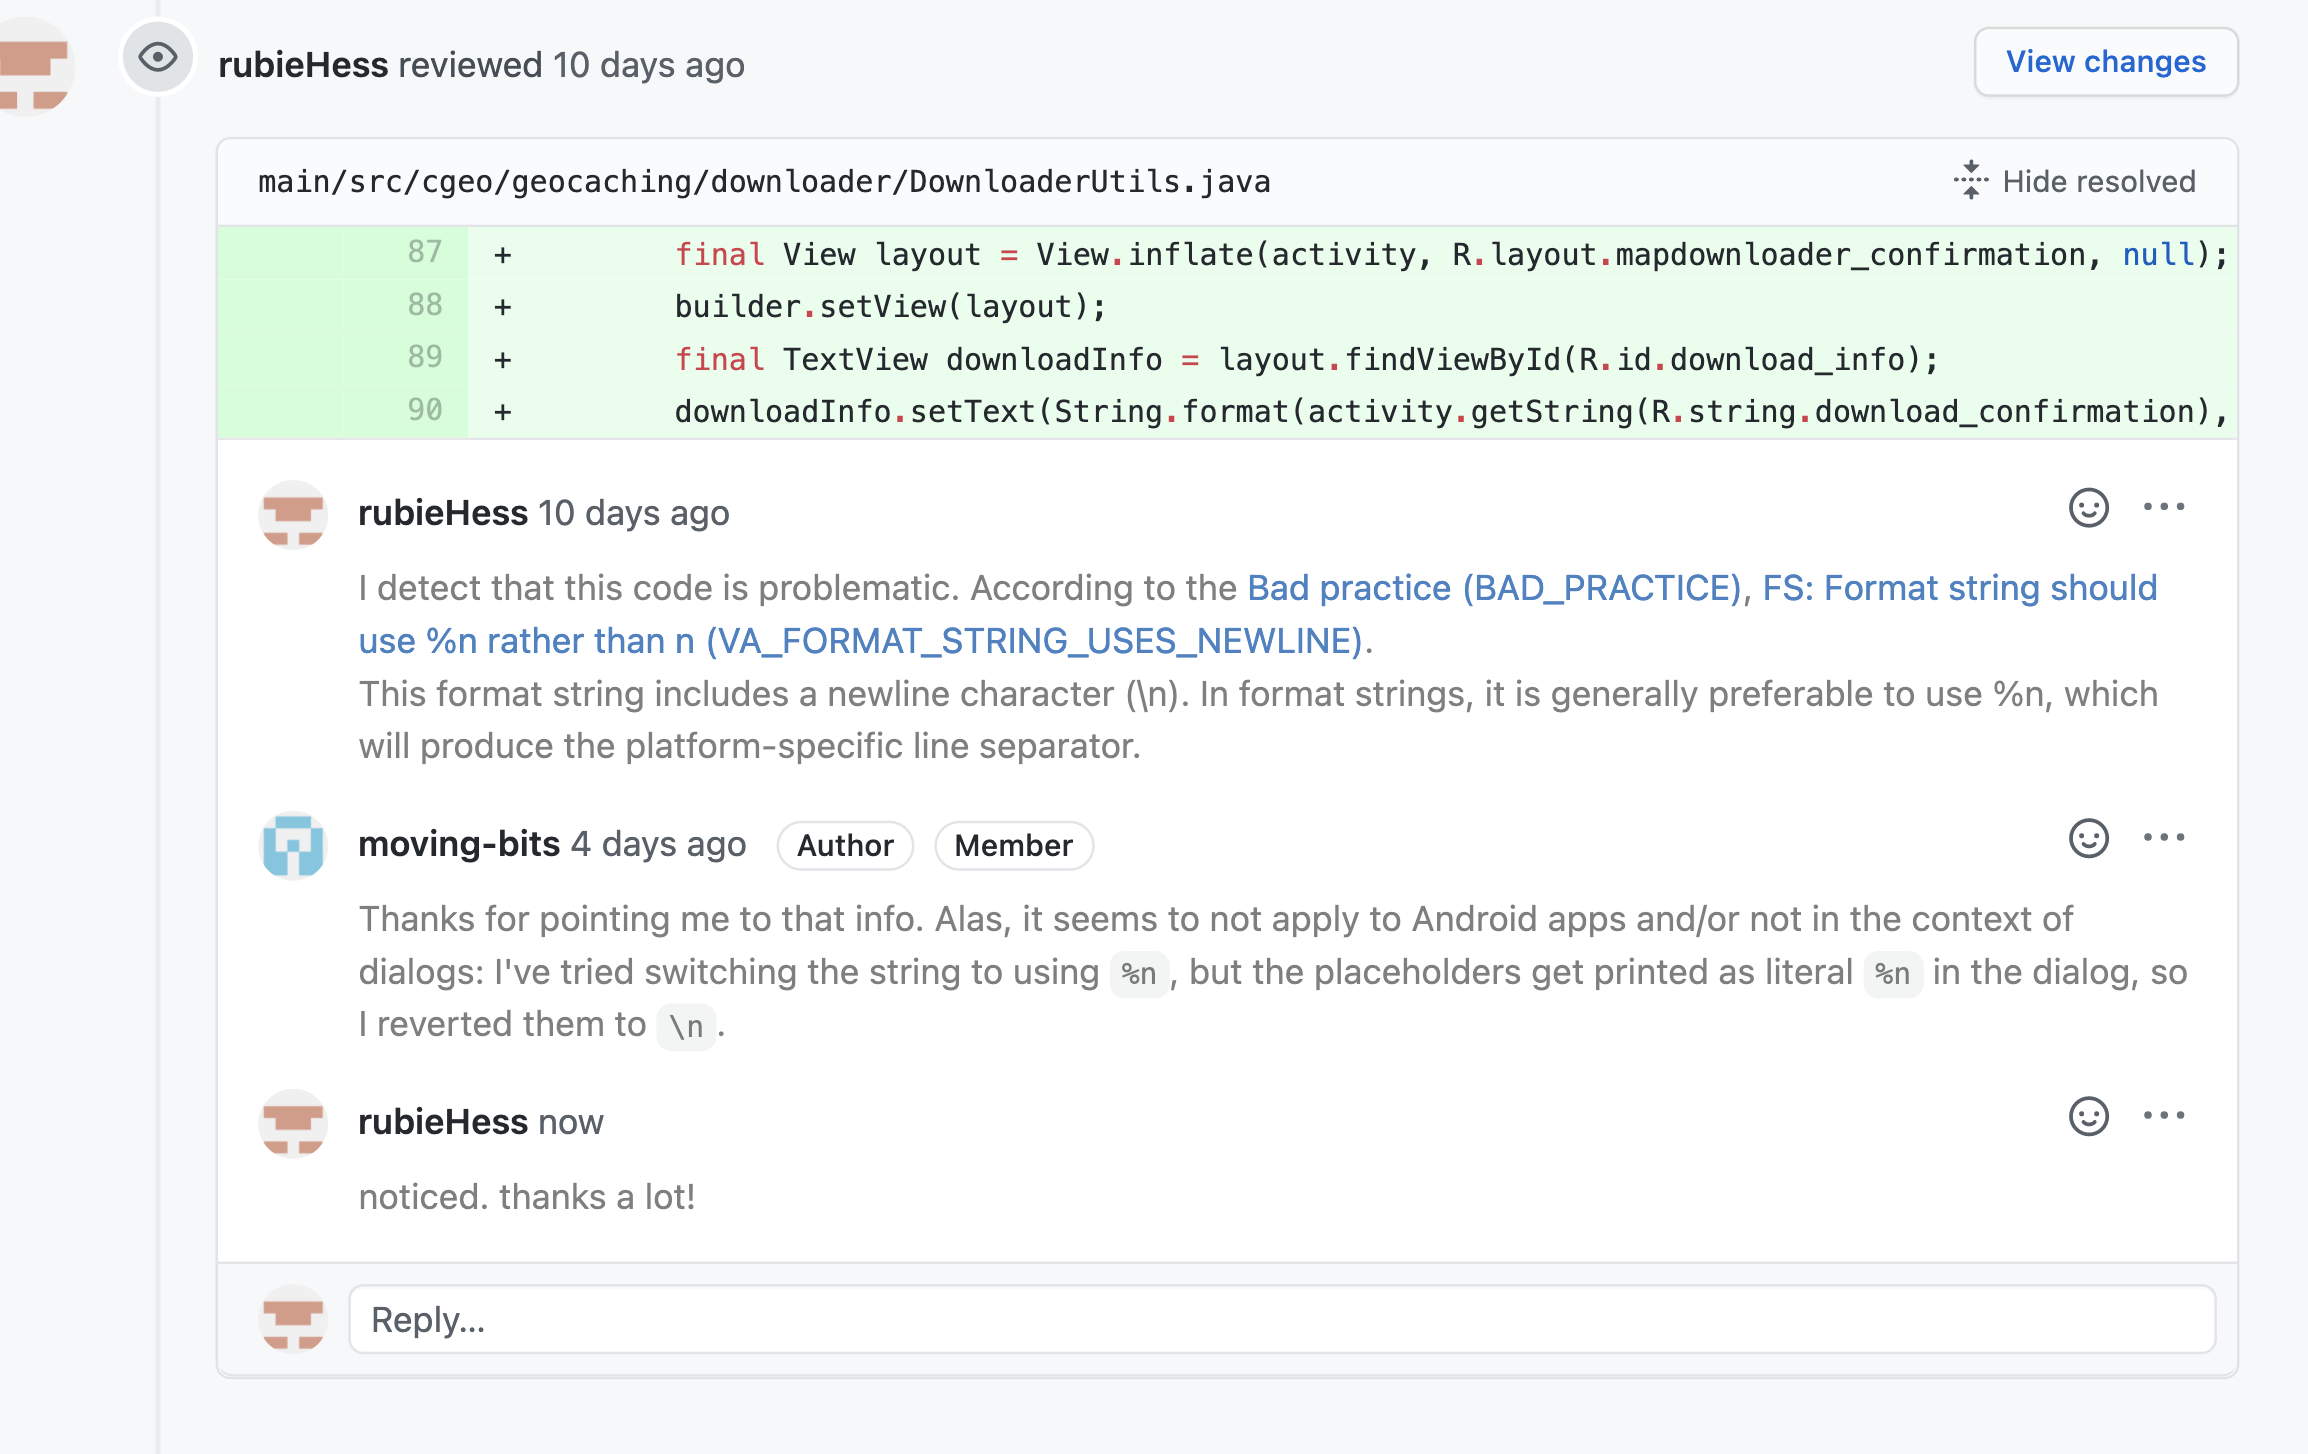 rubieHess reviewed 10 days ago
View changes
main/src/cgeo/geocaching/downloader/DownloaderUtils.java
Hide resolved
87 + final View layout = View.inflate(activity, R.layout.mapdownloader_confirmation, null);
88 + builder.setView(layout);
89 + final TextView downloadInfo = layout.findViewById(R.id.download_info);
90 + downloadInfo.setText(String.format(activity.getString(R.string.download_confirmation),
rubieHess 10 days ago
I detect that this code is problematic. According to the Bad practice (BAD_PRACTICE), FS: Format string should
use %n rather than n (VA_FORMAT_STRING_USES_NEWLINE).
This format string includes a newline character (\n). In format strings, it is generally preferable to use %n, which
will produce the platform-specific line separator.
moving-bits 4 days ago Author Member
Thanks for pointing me to that info. Alas, it seems to not apply to Android apps and/or not in the context of
dialogs: I've tried switching the string to using %n, but the placeholders get printed as literal %n in the dialog, so
I reverted them to \n.
rubieHess now
noticed. thanks a lot!
Reply...